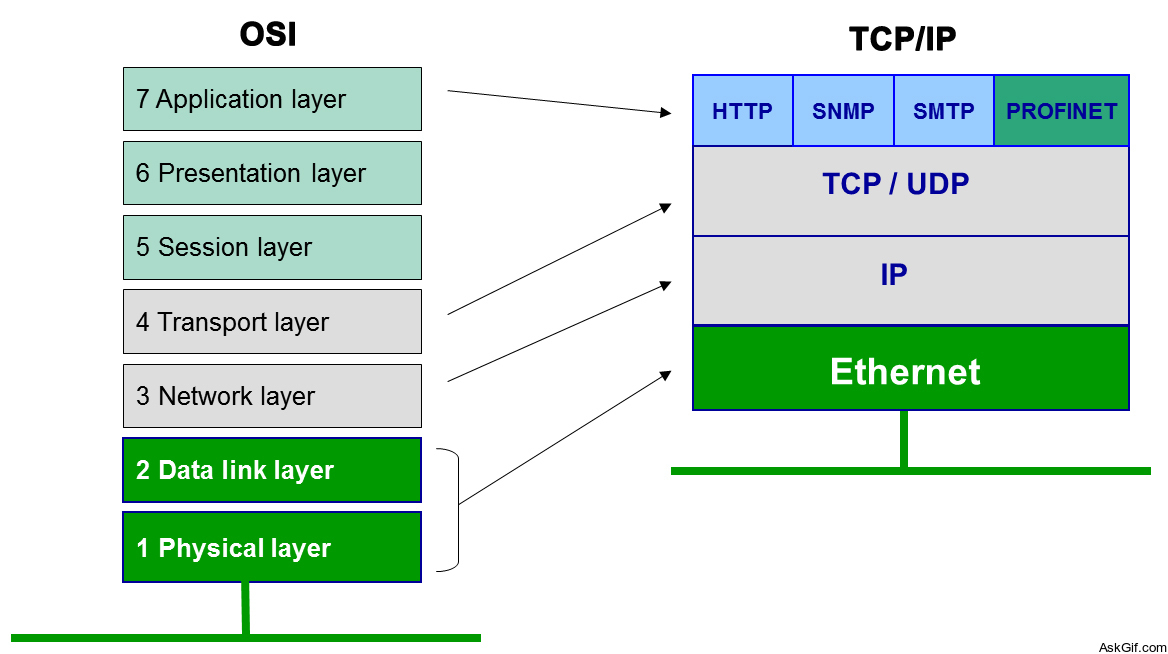 OSI
7 Application layer
6 Presentation layer
5 Session layer
4 Transport layer
3 Network layer
2 Data link layer
1 Physical layer
TCP/IP
HTTP SNMP SMTP PROFINET
TCP / UDP
IP
Ethernet
AskGif.com